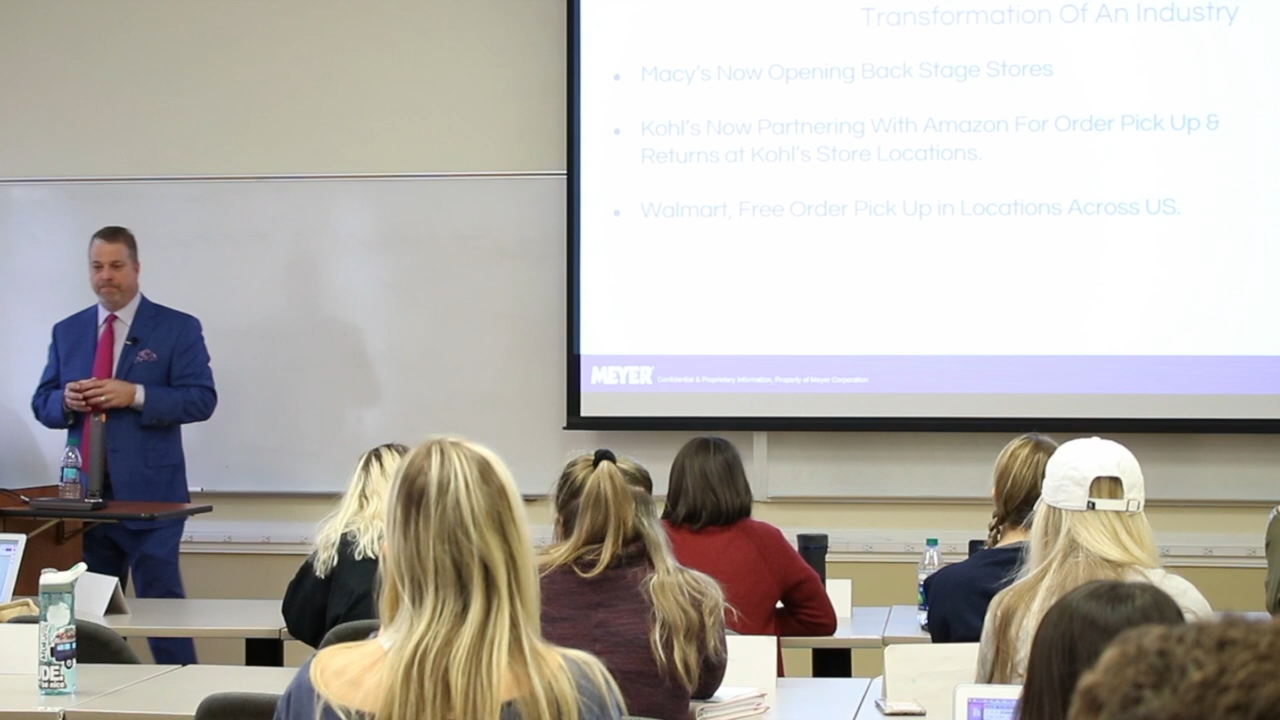 Transformation Of An Industry
Macy's Now Opening Back Stage Stores
Kohl's Now Partnering With Amazon For Order Pick Up &
Returns at Kohl's Store Locations.
Walmart, Free Order Pick Up in Locations Across US.
MEYER
Confidential & Proprietary Information, Property of Meyer Corporation